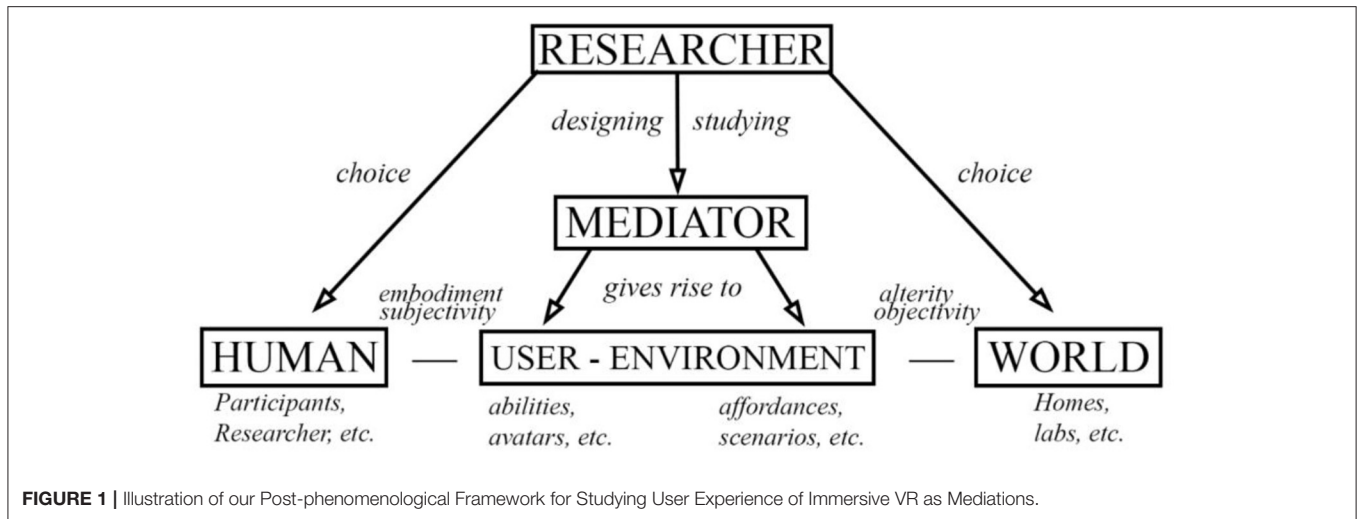 RESEARCHER
designing studying
choice choice
MEDIATOR
embodiment gives rise to alterity
subjectivity objectivity
HUMAN — USER - ENVIRONMENT — WORLD
Participants, abilities, affordances, Homes,
Researcher, etc. avatars, etc. scenarios, etc. labs, etc.
FIGURE 1 | Illustration of our Post-phenomenological Framework for Studying User Experience of Immersive VR as Mediations.